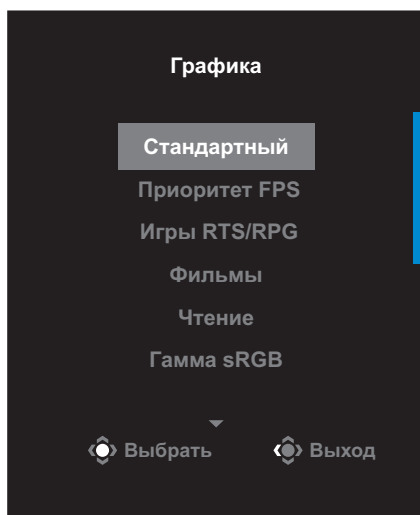 Графика
Стандартный
Приоритет FPS
Игры RTS/RPG
Фильмы
Чтение
Гамма sRGB
Выбрать Выход